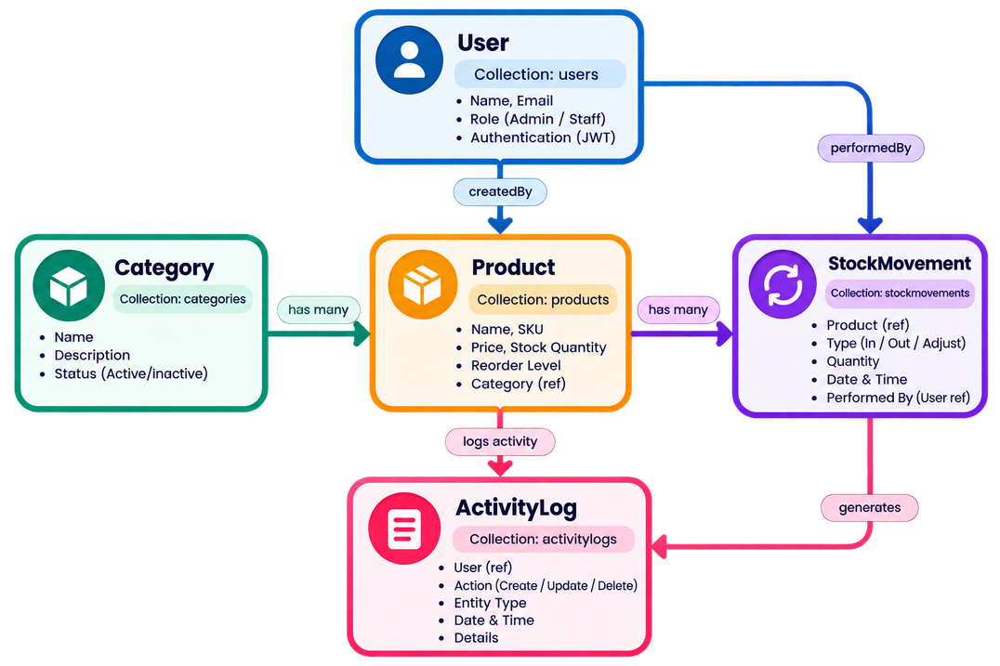 User
Collection: users
• Name, Email
• Role (Admin / Staff)
• Authentication (JWT)
performedBy
createdBy
Category
Collection: categories
• Name
• Description
• Status (Active/inactive)
has many
Product
Collection: products
• Name, SKU
• Price, Stock Quantity
• Reorder Level
• Category (ref)
has many
StockMovement
Collection: stockmovements
• Product (ref)
• Type (In / Out / Adjust)
• Quantity
• Date & Time
• Performed By (User ref)
logs activity
generates
ActivityLog
Collection: activitylogs
• User (ref)
• Action (Create / Update / Delete)
• Entity Type
• Date & Time
• Details